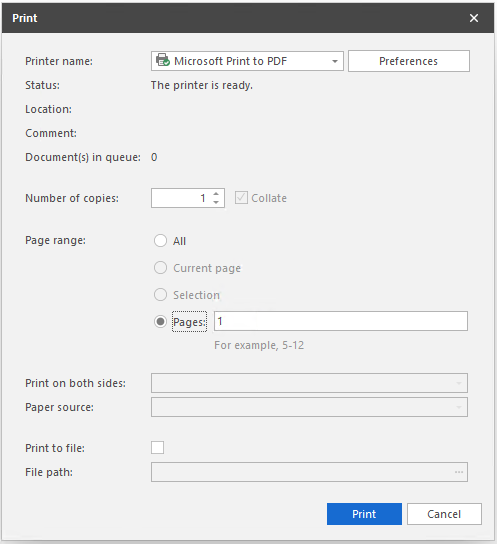 Print
Printer name: Microsoft Print to PDF Preferences
Status: The printer is ready.
Location:
Comment:
Document(s) in queue: 0
Number of copies: 1 Collate
Page range: All
Current page
Selection
Pages: 1
For example, 5-12
Print on both sides:
Paper source:
Print to file:
File path: ...
Print Cancel